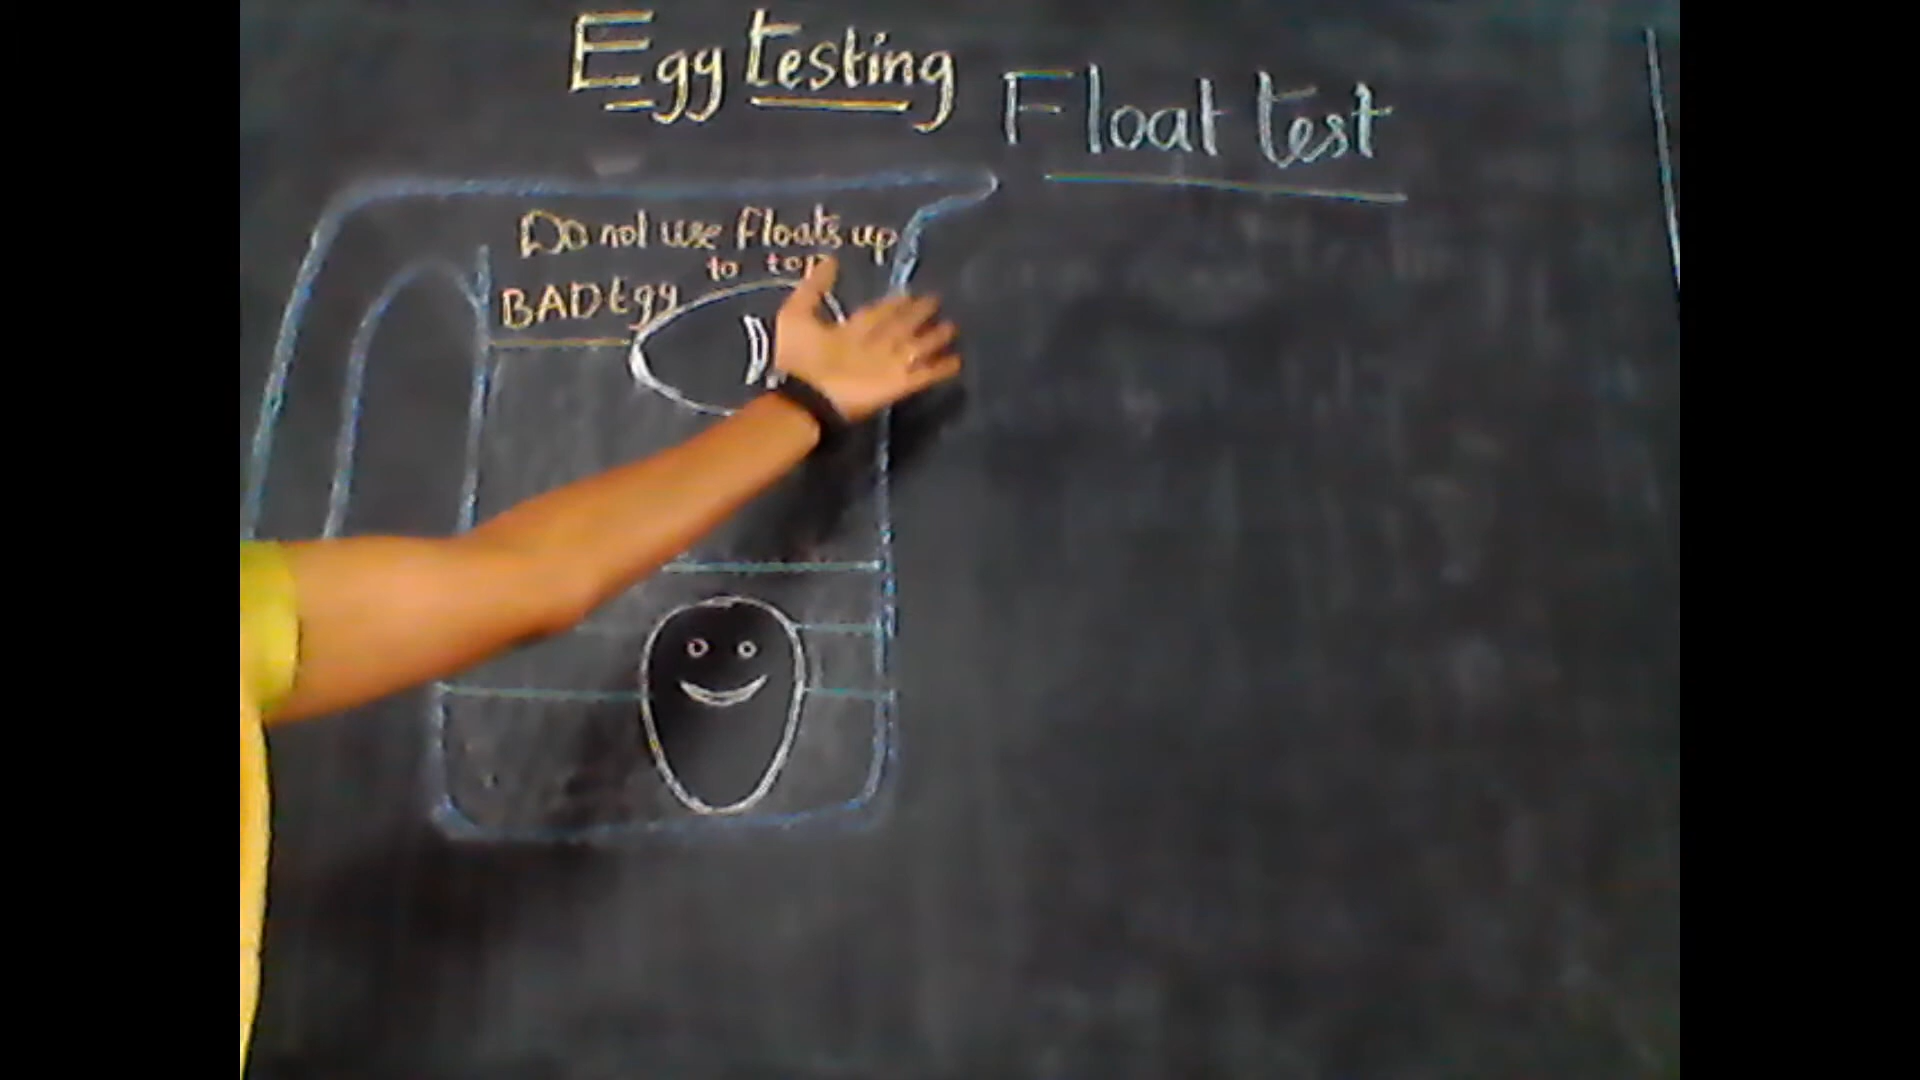 Egg testing
Float test
Do not use floats up
to top
BAD Egg